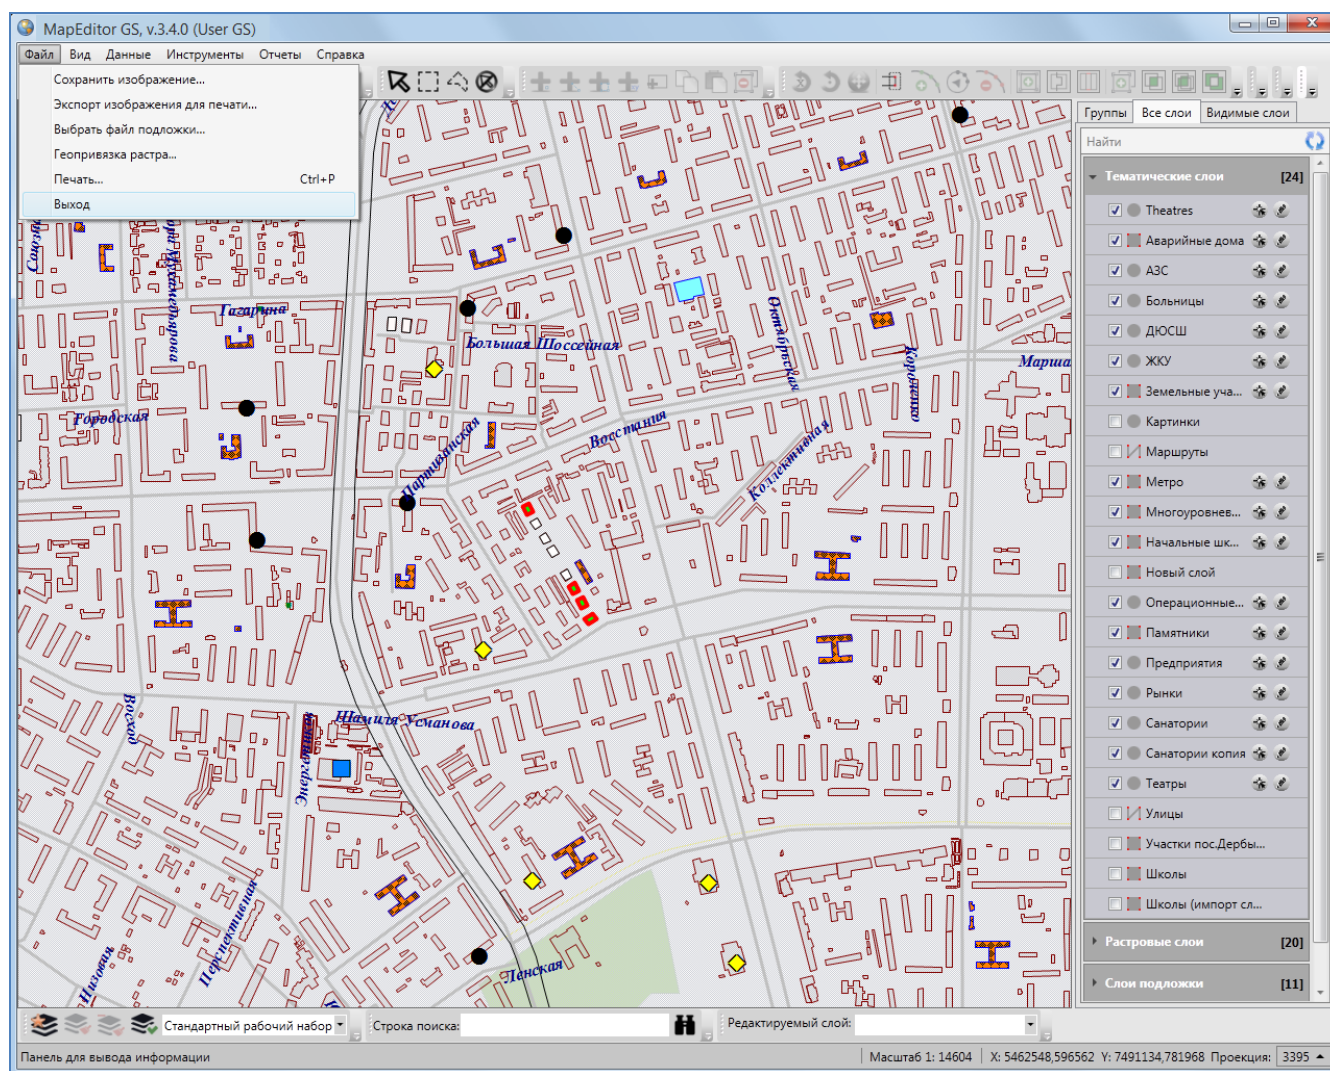 MapEditor GS, v.3.4.0 (User GS)
Файл Вид Данные Инструменты Отчеты Справка
Сохранить изображение...
Экспорт изображения для печати...
Выбрать файл подложки...
Геопривязка растра...
Печать... Ctrl+P
Выход
Группы Все слои Видимые слои
Найти
Тематические слои [24]
Theatres
Аварийные дома
АЗС
Больницы
ДЮСШ
ЖКУ
Земельные уча...
Картинки
Маршруты
Метро
Многоуровнев...
Начальные шк...
Новый слой
Операционные...
Памятники
Предприятия
Рынки
Санатории
Санатории копия
Театры
Улицы
Участки пос.Дербы...
Школы
Школы (импорт сл...
Растровые слои [20]
Слои подложки [11]
Гагарина
Большая Шоссейная
Октябрьская
Короленко
Марша
Городская
Партизанская
Восстания
Коллективная
Восход
Энергетиков
Шамиля Усманова
Перспективная
Низовая
Ленская
Стандартный рабочий набор
Строка поиска:
Редактируемый слой:
Панель для вывода информации
Масштаб 1: 14604
X: 5462548,596562 Y: 7491134,781968 Проекция: 3395